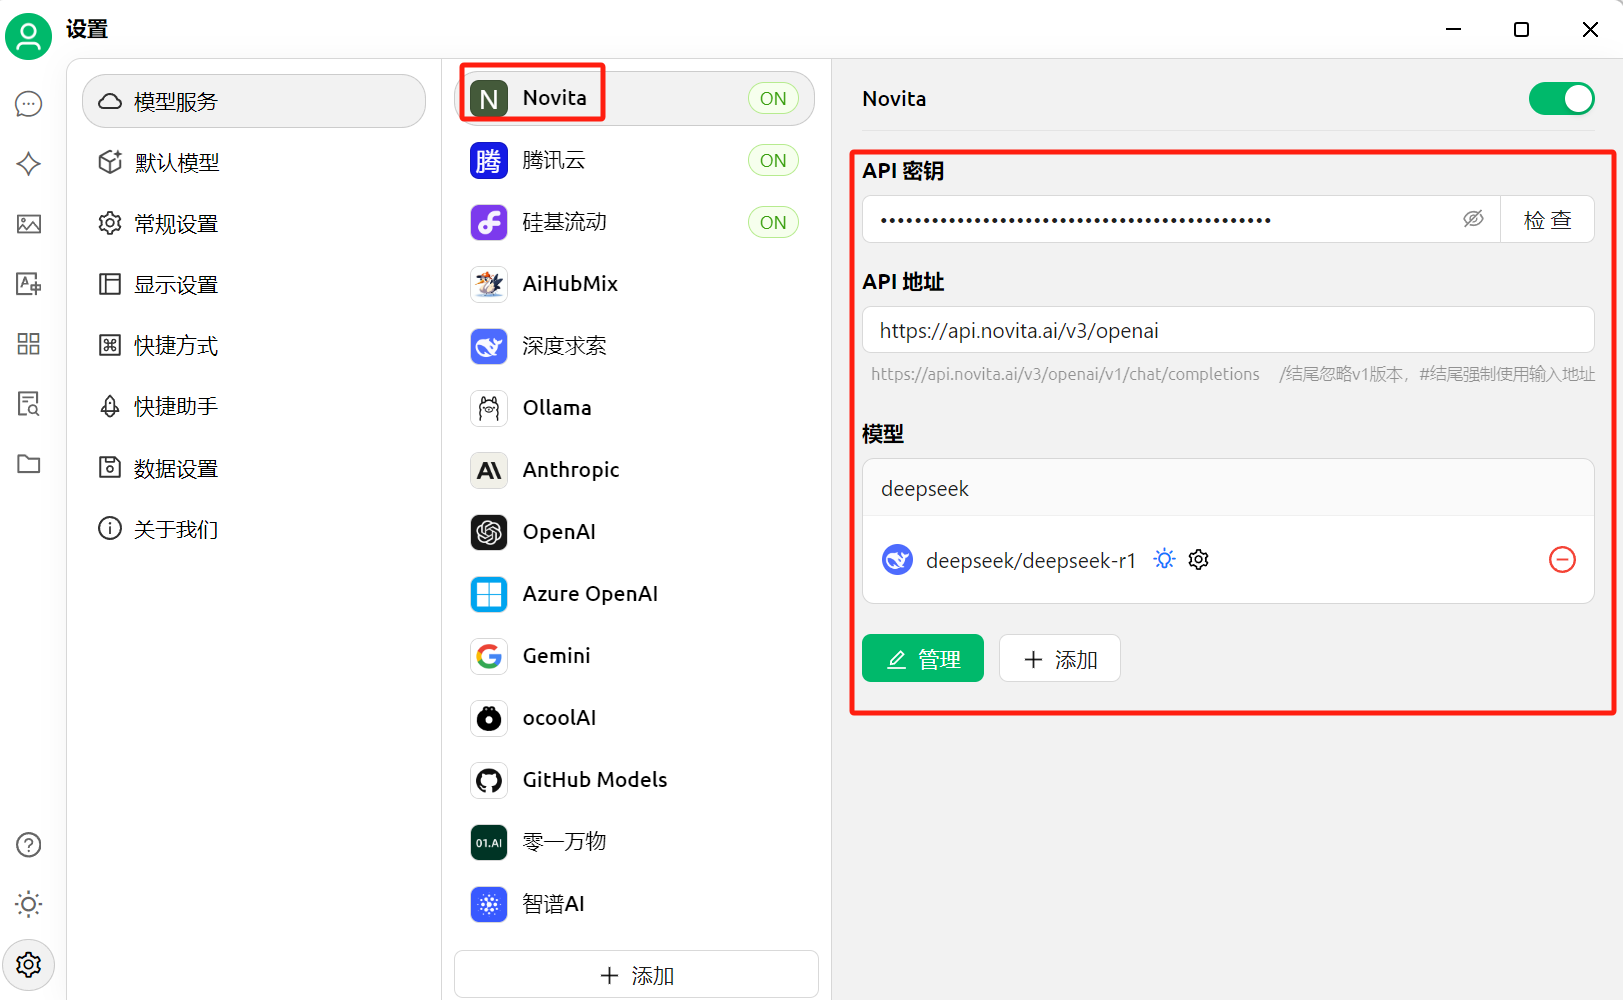 设置
模型服务
默认模型
常规设置
显示设置
快捷方式
快捷助手
数据设置
关于我们
N Novita ON
腾 腾讯云 ON
硅基流动 ON
AiHubMix
深度求索
Ollama
Anthropic
OpenAI
Azure OpenAI
Gemini
ocoolAI
GitHub Models
01.AI 零一万物
智谱AI
添加
Novita
API 密钥
•••••••••••••••••••••••••••••••••••••••••••••• 检 查
API 地址
https://api.novita.ai/v3/openai
https://api.novita.ai/v3/openai/v1/chat/completions /结尾忽略v1版本，#结尾强制使用输入地址
模型
deepseek
deepseek/deepseek-r1
管理 添加